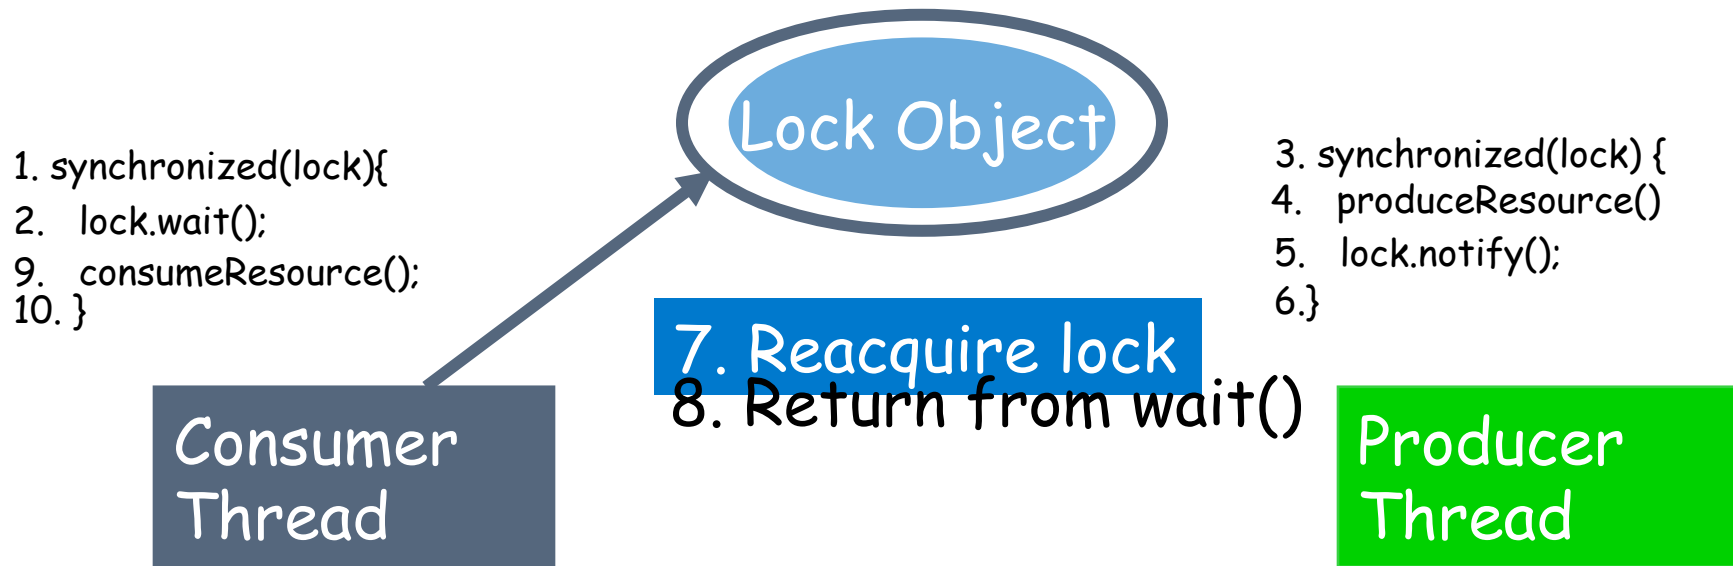 Lock Object
1. synchronized(lock){
2. lock.wait();
9. consumeResource();
10. }
3. synchronized(lock) {
4. produceResource()
5. lock.notify();
6.}
7. Reacquire lock
8. Return from wait()
Consumer
Thread
Producer
Thread